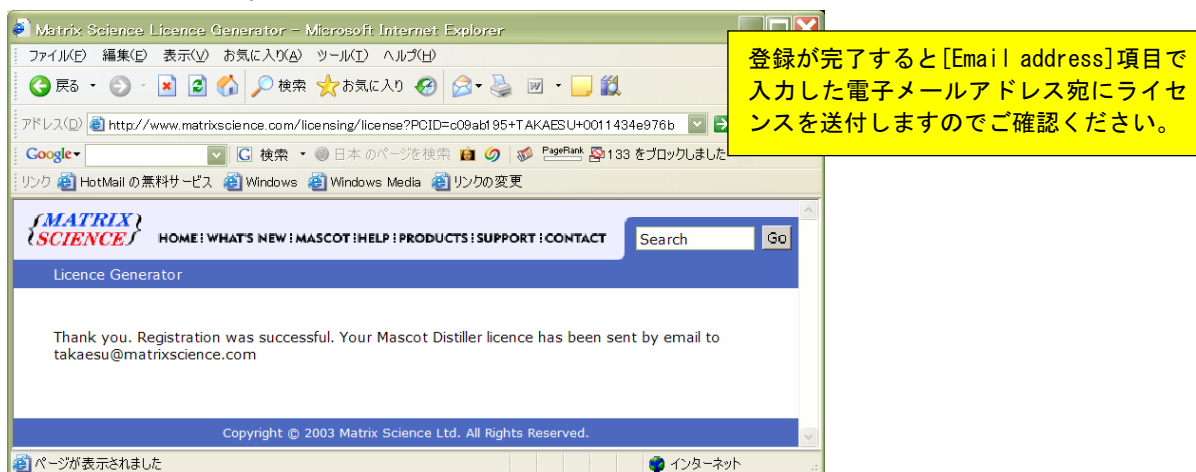 Matrix Science Licence Generator - Microsoft Internet Explorer
ファイル(F) 編集(E) 表示(V) お気に入り(A) ツール(T) ヘルプ(H)
戻る 検索 お気に入り
アドレス(D) http://www.matrixscience.com/licensing/license?PCID=c09ab195+TAKAESU+0011434e976b
Google 検索 日本 のページを検索 PageRank 133 をブロックしました
リンク HotMail の無料サービス Windows Windows Media リンクの変更
登録が完了すると[Email address]項目で
入力した電子メールアドレス宛にライセ
ンスを送付しますのでご確認ください。
{MATRIX}
{SCIENCE}
HOME WHAT'S NEW MASCOT HELP PRODUCTS SUPPORT CONTACT
Search Go
Licence Generator
Thank you. Registration was successful. Your Mascot Distiller licence has been sent by email to
takaesu@matrixscience.com
Copyright © 2003 Matrix Science Ltd. All Rights Reserved.
ページが表示されました インターネット